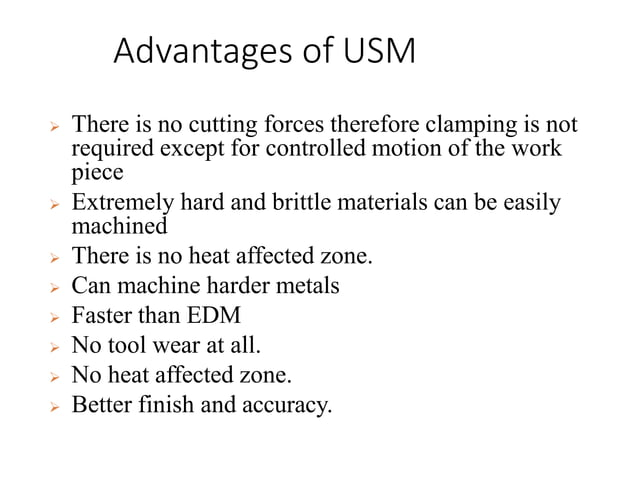 Advantages of USM
There is no cutting forces therefore clamping is not
required except for controlled motion of the work
piece
Extremely hard and brittle materials can be easily
machined
There is no heat affected zone.
Can machine harder metals
Faster than EDM
No tool wear at all.
No heat affected zone.
Better finish and accuracy.